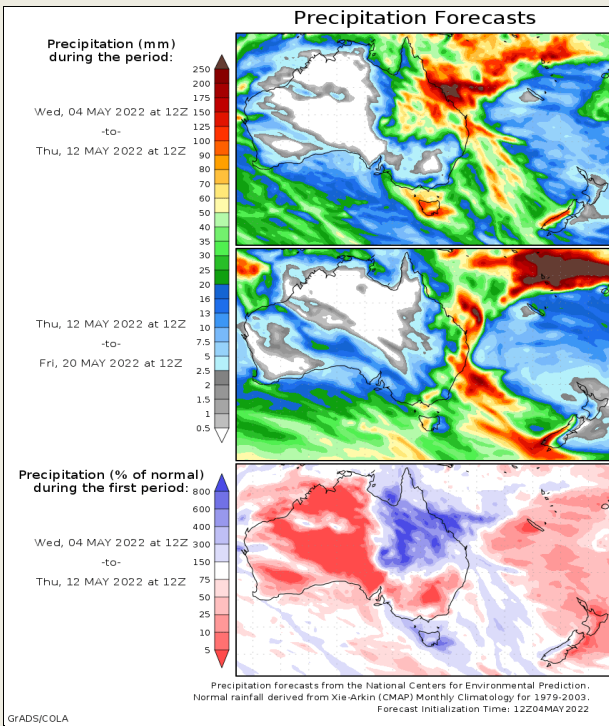 Precipitation Forecasts
Precipitation (mm)
during the period:
Wed, 04 MAY 2022 at 12Z
-to-
Thu, 12 MAY 2022 at 12Z
250
200
175
150
125
100
90
80
70
60
50
40
35
30
25
20
16
13
10
7.5
5
2.5
2
1.5
1
0.5
Thu, 12 MAY 2022 at 12Z
-to-
Fri, 20 MAY 2022 at 12Z
Precipitation (% of normal)
during the first period:
Wed, 04 MAY 2022 at 12Z
-to-
Thu, 12 MAY 2022 at 12Z
800
600
400
300
150
75
50
25
10
5
Precipitation forecasts from the National Centers for Environmental Prediction.
Normal rainfall derived from Xie-Arkin (CMAP) Monthly Climatology for 1979-2003.
Forecast Initialization Time: 12Z04MAY2022
GrADS/COLA